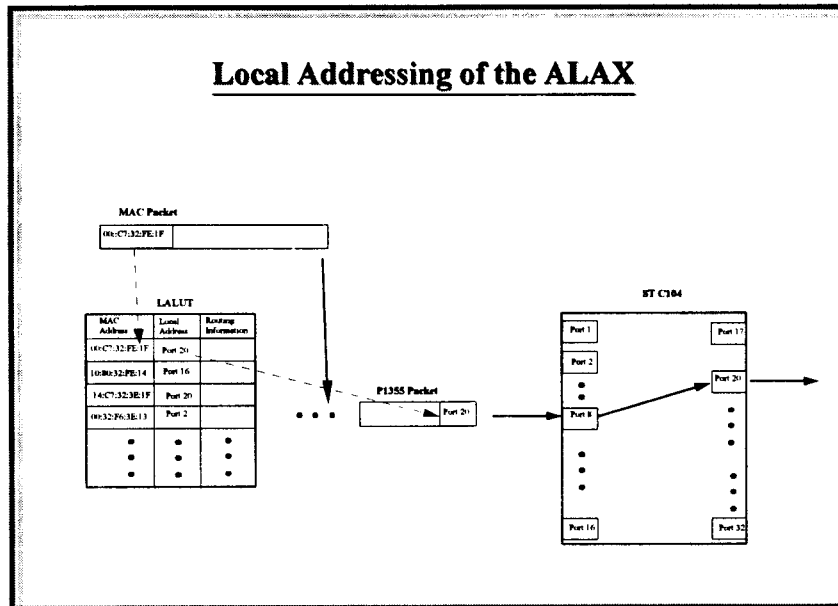 Local Addressing of the ALAX
MAC Packet
00::C7:32:FE:1F
LALUT
MAC Address Local Address Routing Information
00:C7:32:FE:1F Port 20
10:B0:32:FE:14 Port 16
14:C7:32:3E:1F Port 20
00:32:F6:3E:13 Port 2
P1355 Packet
Port 20
ST C104
Port 1 Port 17
Port 2
Port 20
Port 8
Port 16 Port 32